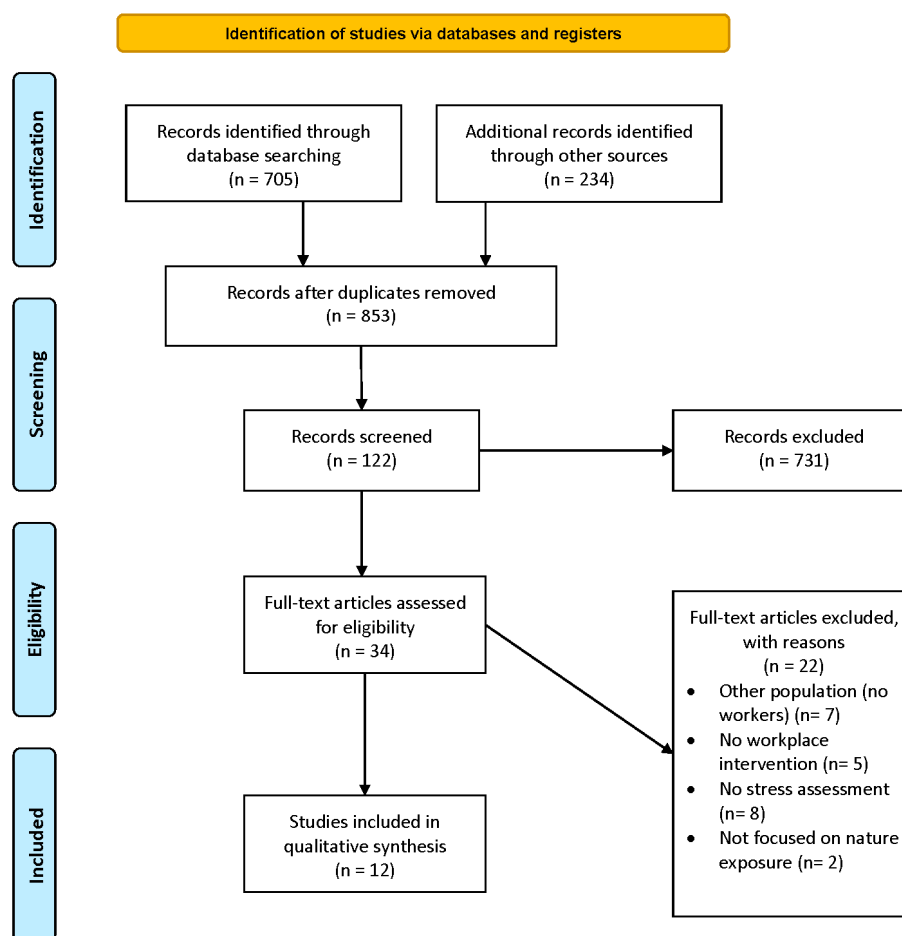 Identification of studies via databases and registers
Identification
Records identified through
database searching
(n = 705)
Additional records identified
through other sources
(n = 234)
Records after duplicates removed
(n = 853)
Screening
Records screened
(n = 122)
Records excluded
(n = 731)
Eligibility
Full-text articles assessed
for eligibility
(n = 34)
Full-text articles excluded,
with reasons
(n = 22)
• Other population (no
workers) (n= 7)
• No workplace
intervention (n= 5)
• No stress assessment
(n= 8)
• Not focused on nature
exposure (n= 2)
Included
Studies included in
qualitative synthesis
(n = 12)